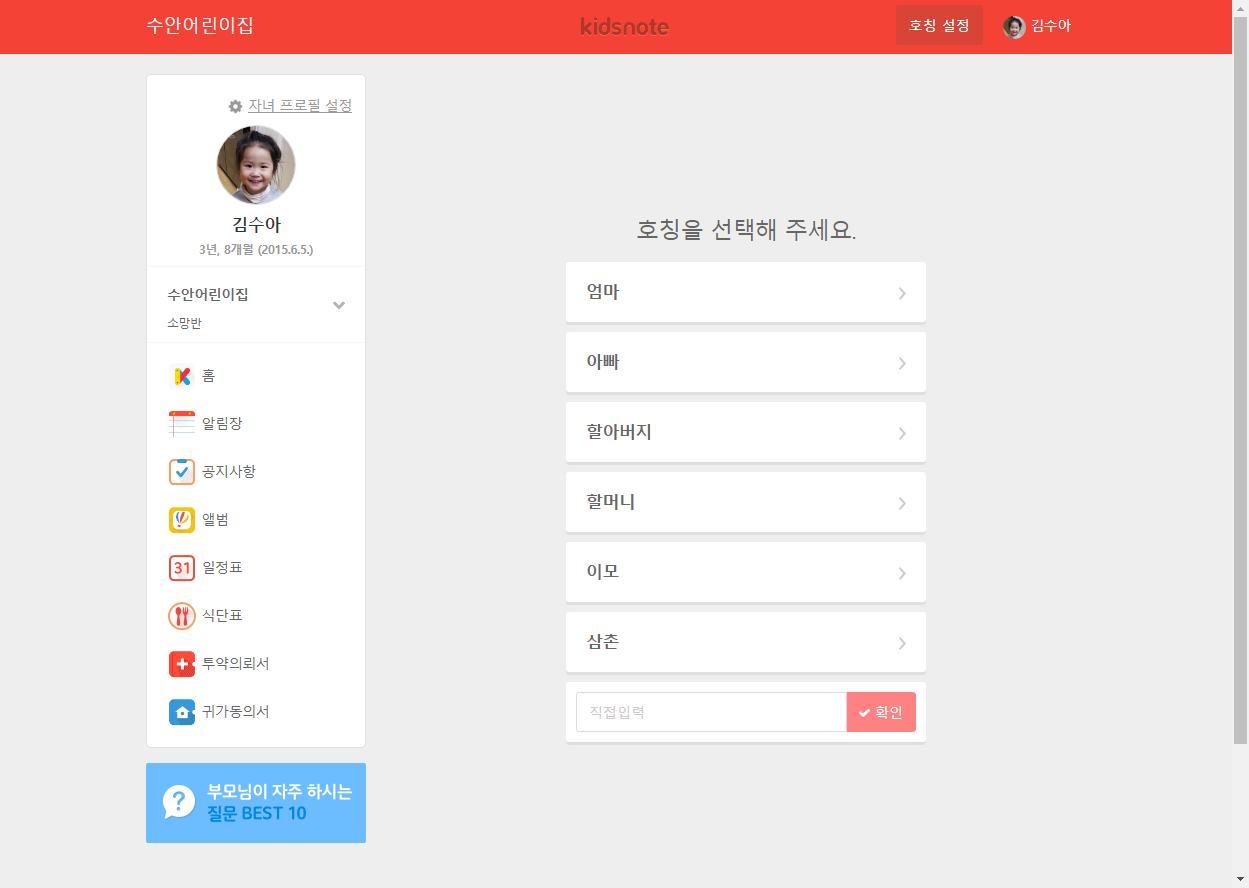 수안어린이집
kidsnote
호칭 설정
김수아
자녀 프로필 설정
김수아
3년, 8개월 (2015.6.5.)
수안어린이집
소망반
홈
알림장
공지사항
앨범
31 일정표
식단표
투약의뢰서
귀가동의서
? 부모님이 자주 하시는
질문 BEST 10
호칭을 선택해 주세요.
엄마
아빠
할아버지
할머니
이모
삼촌
직접입력
확인